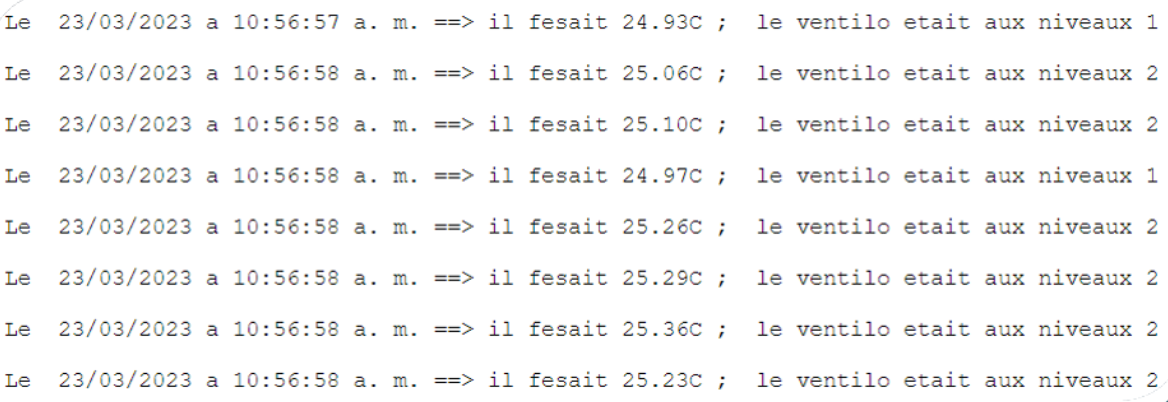 Le  23/03/2023 a 10:56:57 a. m. ==> il fesait 24.93C ;  le ventilo etait aux niveaux 1
Le  23/03/2023 a 10:56:58 a. m. ==> il fesait 25.06C ;  le ventilo etait aux niveaux 2
Le  23/03/2023 a 10:56:58 a. m. ==> il fesait 25.10C ;  le ventilo etait aux niveaux 2
Le  23/03/2023 a 10:56:58 a. m. ==> il fesait 24.97C ;  le ventilo etait aux niveaux 1
Le  23/03/2023 a 10:56:58 a. m. ==> il fesait 25.26C ;  le ventilo etait aux niveaux 2
Le  23/03/2023 a 10:56:58 a. m. ==> il fesait 25.29C ;  le ventilo etait aux niveaux 2
Le  23/03/2023 a 10:56:58 a. m. ==> il fesait 25.36C ;  le ventilo etait aux niveaux 2
Le  23/03/2023 a 10:56:58 a. m. ==> il fesait 25.23C ;  le ventilo etait aux niveaux 2